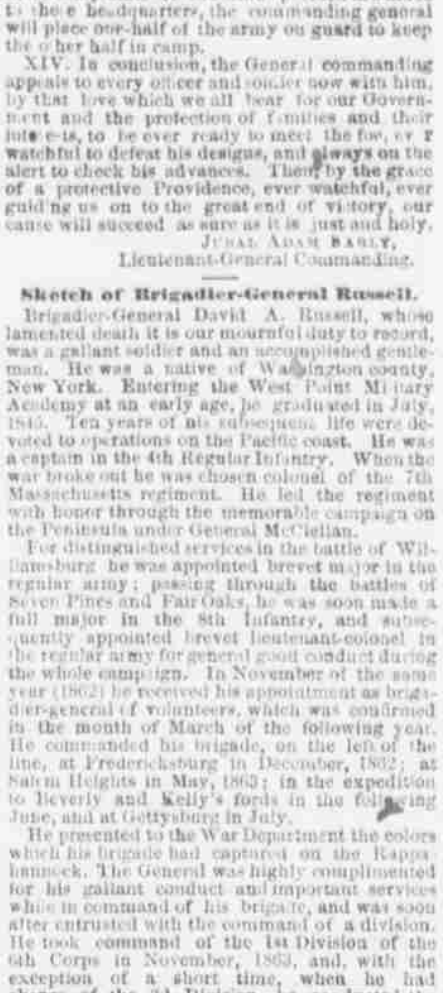 to these headquarters, the commanding general
will place one-half of the army on guard to keep
the other half in camp.
XIV. In conclusion, the General commanding
appeals to every officer and soldier now with him,
by that love which we all bear for our Govern-
ment and the protection of families and their
interests, to be ever ready to meet the foe, ever
watchful to defeat his designs, and always on the
alert to check his advances. Then, by the grace
of a protective Providence, ever watchful, ever
guiding us on to the great end of victory, our
cause will succeed as sure as it is just and holy.
JUBAL ADAM EARLY,
Lieutenant-General Commanding.
Sketch of Brigadier-General Russell.
Brigadier-General David A. Russell, whose
lamented death it is our mournful duty to record,
was a gallant soldier and an accomplished gentle-
man. He was a native of Washington county,
New York. Entering the West Point Military
Academy at an early age, he graduated in July,
1845. Ten years of his subsequent life were de-
voted to operations on the Pacific coast. He was
a captain in the 4th Regular Infantry. When the
war broke out he was chosen colonel of the 7th
Massachusetts regiment. He led the regiment
with honor through the memorable campaign on
the Peninsula under General McClellan.
For distinguished services in the battle of Wil-
liamsburg he was appointed brevet major in the
regular army; passing through the battles of
Seven Pines and Fair Oaks, he was soon made a
full major in the 8th Infantry, and subse-
quently appointed brevet lieutenant-colonel in
the regular army for general good conduct during
the whole campaign. In November of the same
year (1862) he received his appointment as briga-
dier-general of volunteers, which was confirmed
in the month of March of the following year.
He commanded his brigade, on the left of the
line, at Fredericksburg in December, 1862; at
Salem Heights in May, 1863; in the expedition
to Beverly and Kelly's fords in the following
June, and at Gettysburg in July.
He presented to the War Department the colors
which his brigade had captured on the Rappa-
hannock. The General was highly complimented
for his gallant conduct and important services
while in command of his brigade, and was soon
after entrusted with the command of a division.
He took command of the 1st Division of the
6th Corps in November, 1863, and, with the
exception of a short time, when he had